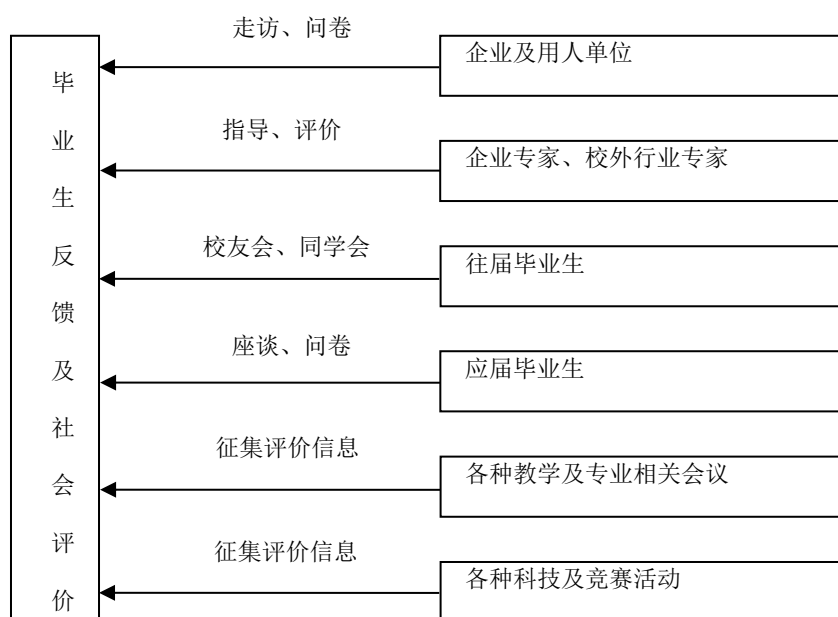 走访、问卷
企业及用人单位
指导、评价
企业专家、校外行业专家
校友会、同学会
往届毕业生
座谈、问卷
应届毕业生
征集评价信息
各种教学及专业相关会议
征集评价信息
各种科技及竞赛活动
毕
业
生
反
馈
及
社
会
评
价